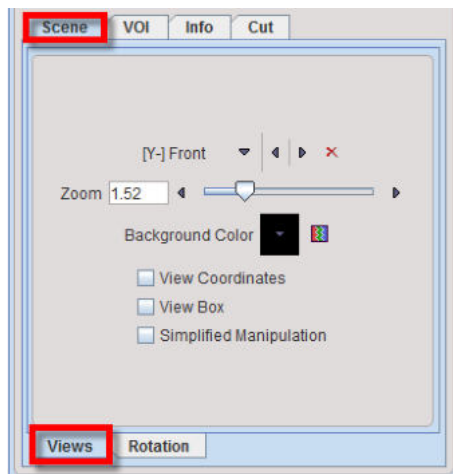 Scene VOI Info Cut
[Y-] Front
Zoom 1.52
Background Color
View Coordinates
View Box
Simplified Manipulation
Views Rotation